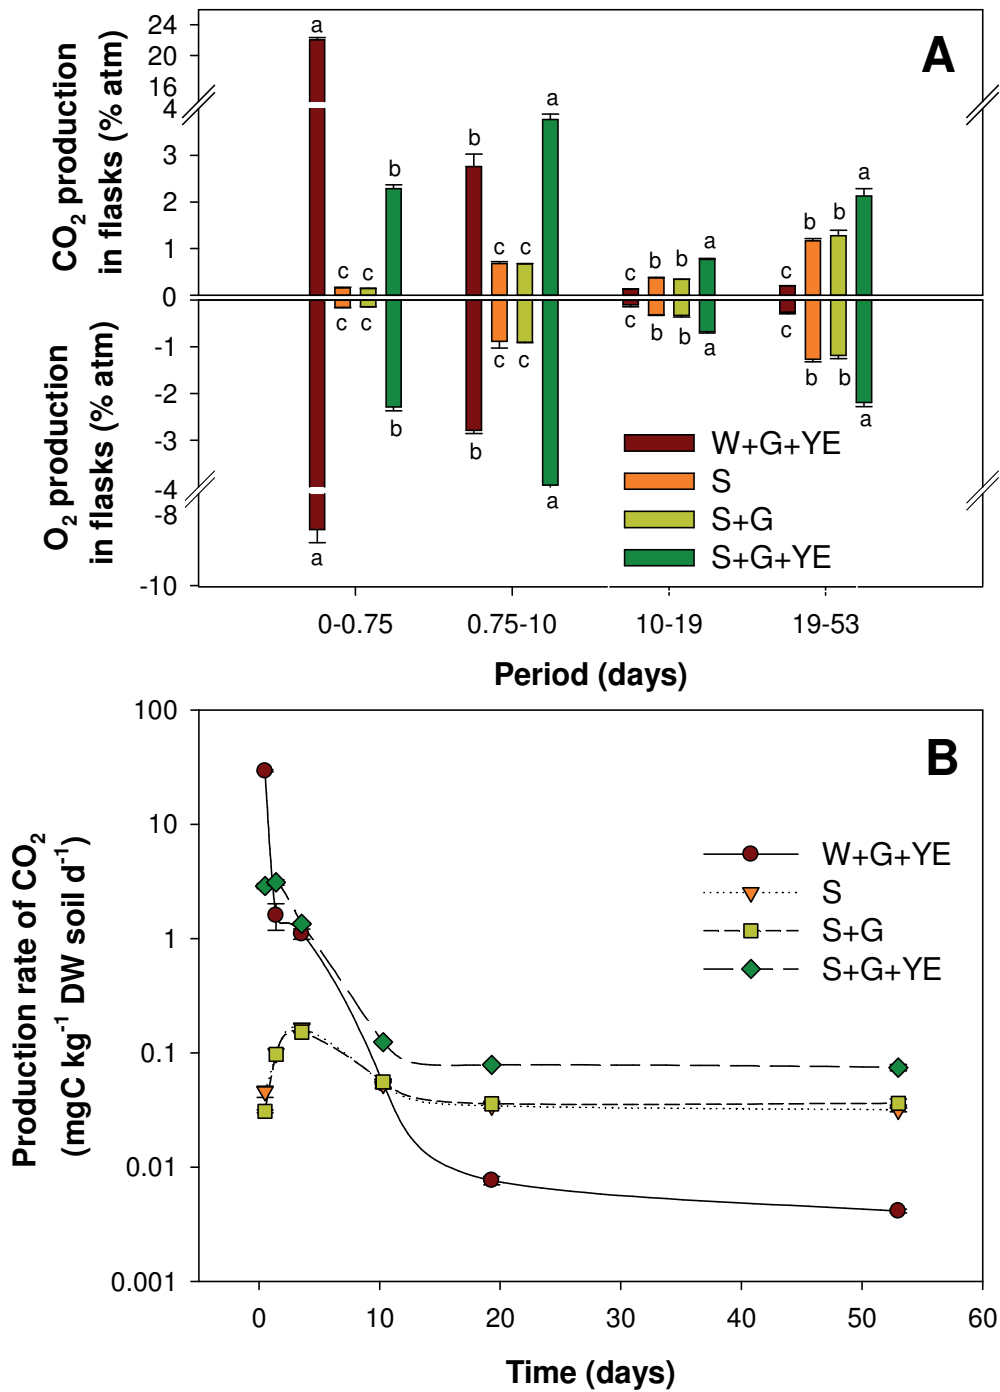 A
CO2 production
in flasks (% atm)
24
20
16
4
3
2
1
0
a
c
c
b
b
c
c
a
c
b
b
a
c
b
b
a
O2 production
in flasks (% atm)
-1
-2
-3
-4
-8
-10
a
c
c
b
b
c
c
a
c
b
b
a
c
b
b
a
W+G+YE
S
S+G
S+G+YE
0-0.75
0.75-10
10-19
19-53
Period (days)
B
Production rate of CO2
(mgC kg-1 DW soil d-1)
100
10
1
0.1
0.01
0.001
W+G+YE
S
S+G
S+G+YE
0
10
20
30
40
50
60
Time (days)